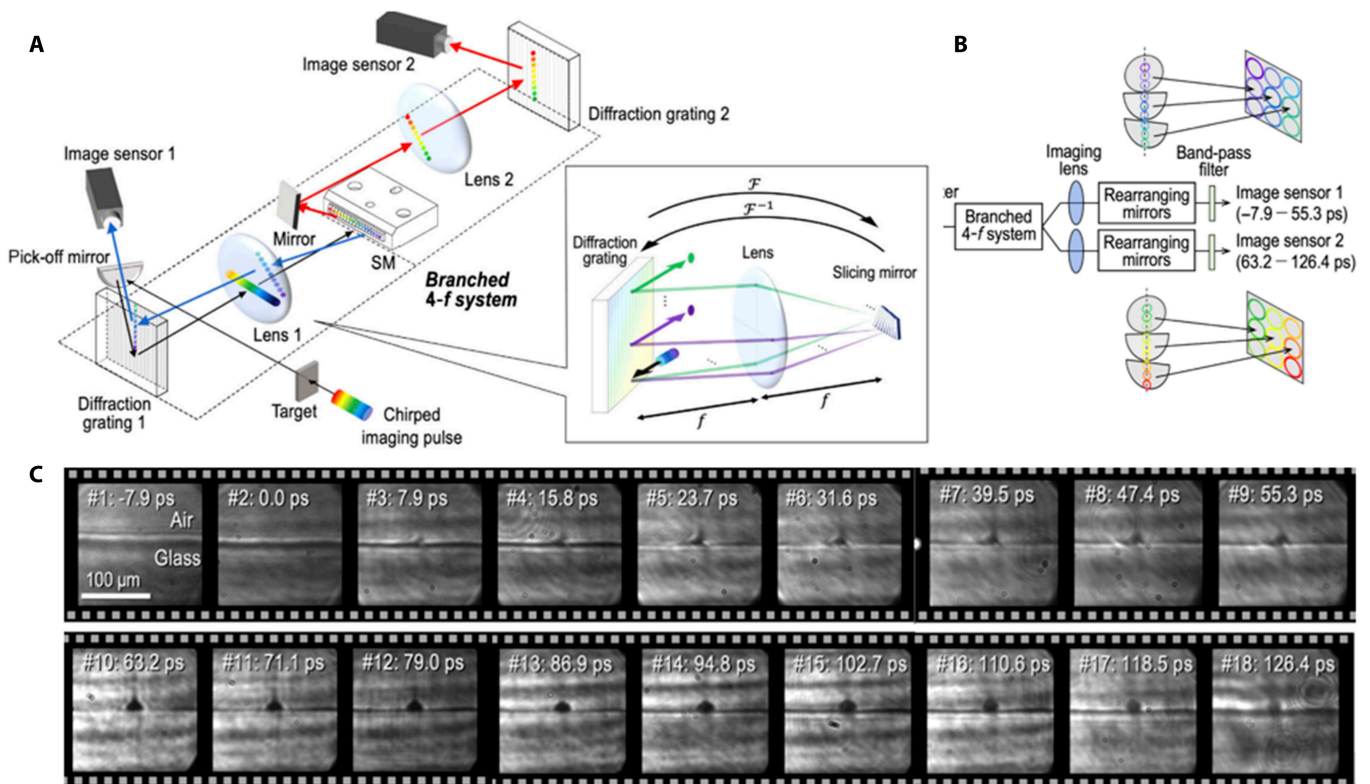 A
Image sensor 2
Diffraction grating 2
Image sensor 1
Lens 2
Mirror
SM
Pick-off mirror
Branched
4-f system
Lens 1
Diffraction grating 1
Target
Chirped
imaging pulse
ℱ
ℱ⁻¹
Diffraction
grating
Lens
Slicing mirror
f
f
B
Imaging
lens
Band-pass
filter
Branched
4-f system
Rearranging
mirrors
Image sensor 1
(−7.9 − 55.3 ps)
Rearranging
mirrors
Image sensor 2
(63.2 − 126.4 ps)
C
#1: -7.9 ps
#2: 0.0 ps
#3: 7.9 ps
#4: 15.8 ps
#5: 23.7 ps
#6: 31.6 ps
#7: 39.5 ps
#8: 47.4 ps
#9: 55.3 ps
Air
Glass
100 μm
#10: 63.2 ps
#11: 71.1 ps
#12: 79.0 ps
#13: 86.9 ps
#14: 94.8 ps
#15: 102.7 ps
#16: 110.6 ps
#17: 118.5 ps
#18: 126.4 ps